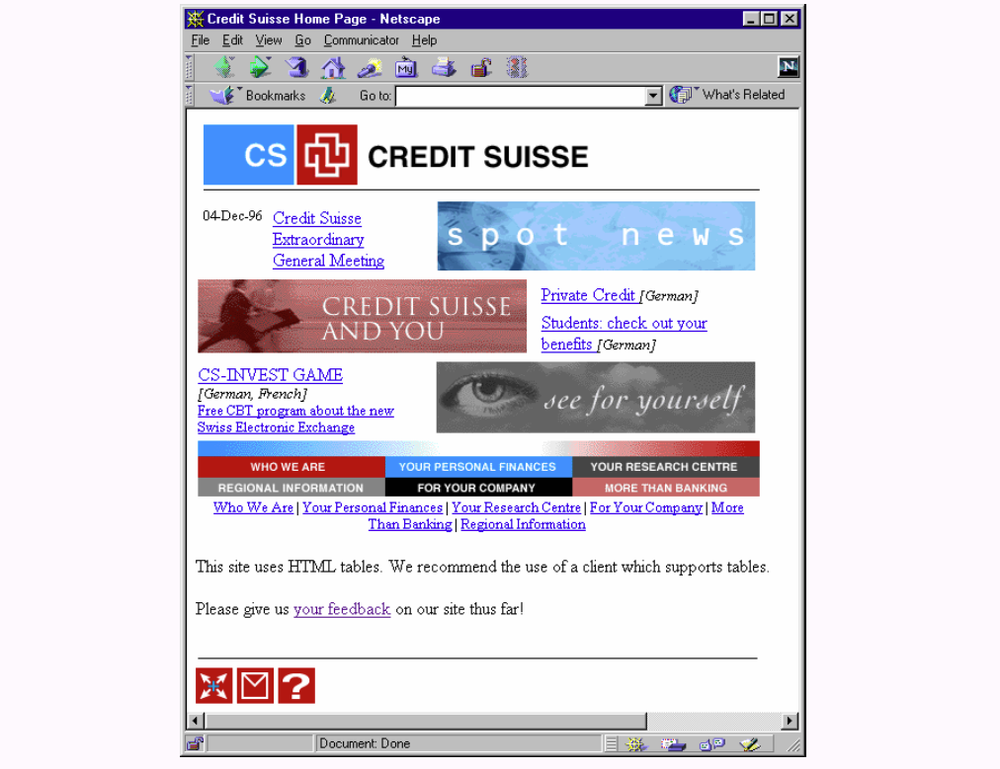 Credit Suisse Home Page - Netscape
File Edit View Go Communicator Help
My
N
Bookmarks Go to: What's Related
CS CREDIT SUISSE
04-Dec-96 Credit Suisse
Extraordinary
General Meeting
spot news
CREDIT SUISSE
AND YOU
Private Credit [German]
Students: check out your
benefits [German]
CS-INVEST GAME
[German, French]
Free CBT program about the new
Swiss Electronic Exchange
see for yourself
WHO WE ARE YOUR PERSONAL FINANCES YOUR RESEARCH CENTRE
REGIONAL INFORMATION FOR YOUR COMPANY MORE THAN BANKING
Who We Are | Your Personal Finances | Your Research Centre | For Your Company | More
Than Banking | Regional Information
This site uses HTML tables. We recommend the use of a client which supports tables.
Please give us your feedback on our site thus far!
?
Document: Done